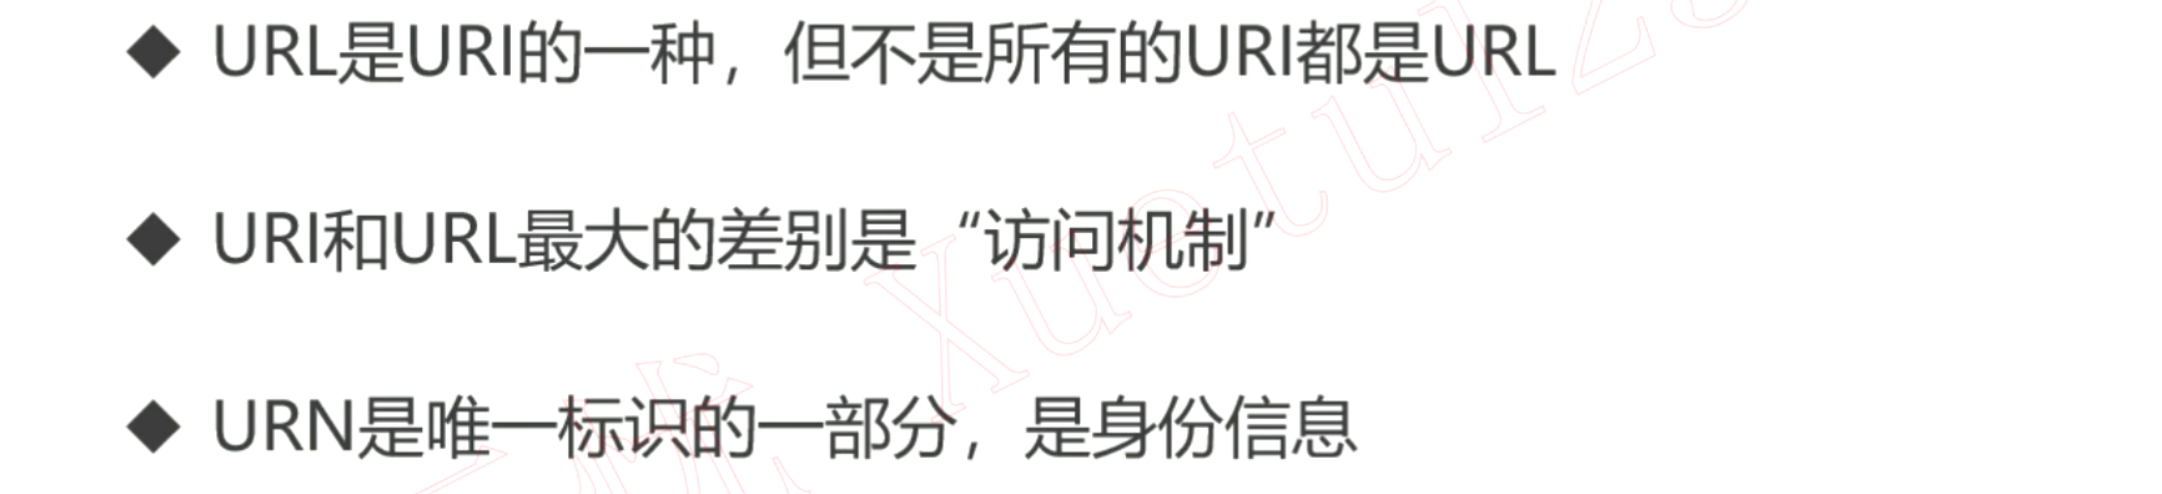 ◆ URL是URI的一种，但不是所有的URI都是URL
◆ URI和URL最大的差别是“访问机制”
◆ URN是唯一标识的一部分，是身份信息